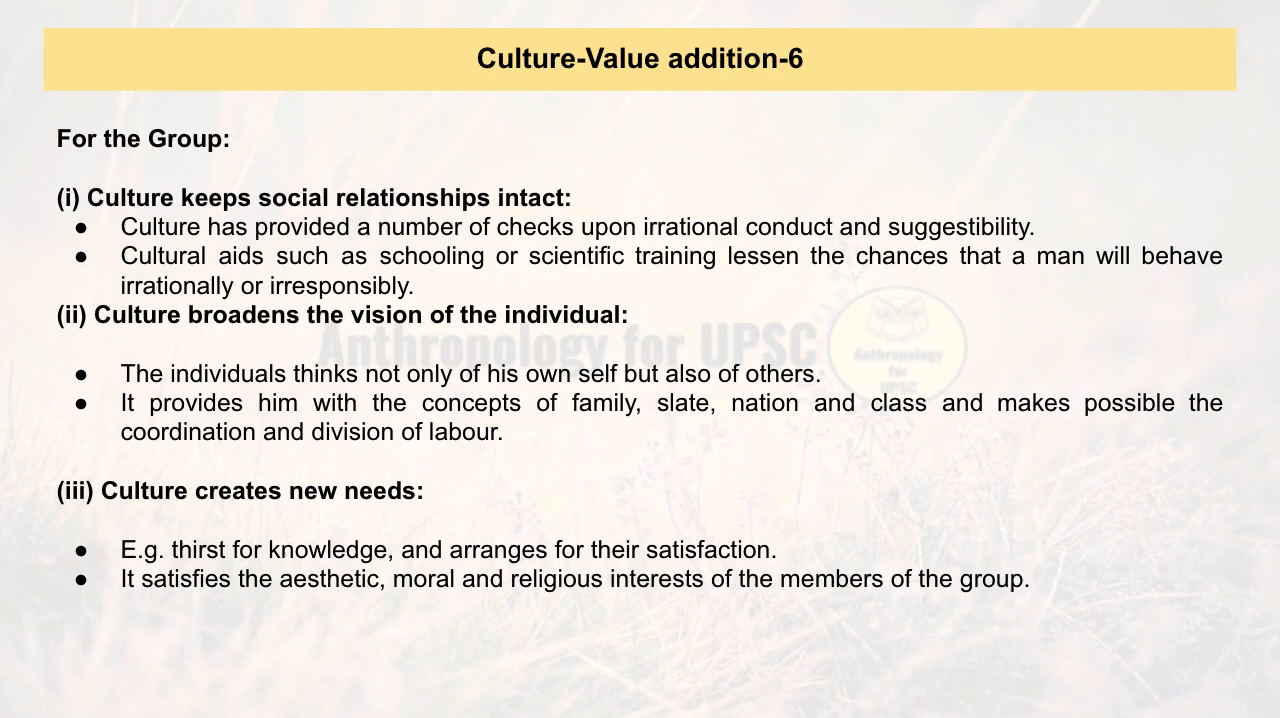 Culture-Value addition-6
For the Group:
(i) Culture keeps social relationships intact:
● Culture has provided a number of checks upon irrational conduct and suggestibility.
● Cultural aids such as schooling or scientific training lessen the chances that a man will behave
irrationally or irresponsibly.
(ii) Culture broadens the vision of the individual:
Anthropology for UPSC
Anthropology
for
UPSC
● The individuals thinks not only of his own self but also of others.
● It provides him with the concepts of family, slate, nation and class and makes possible the
coordination and division of labour.
(iii) Culture creates new needs:
● E.g. thirst for knowledge, and arranges for their satisfaction.
● It satisfies the aesthetic, moral and religious interests of the members of the group.